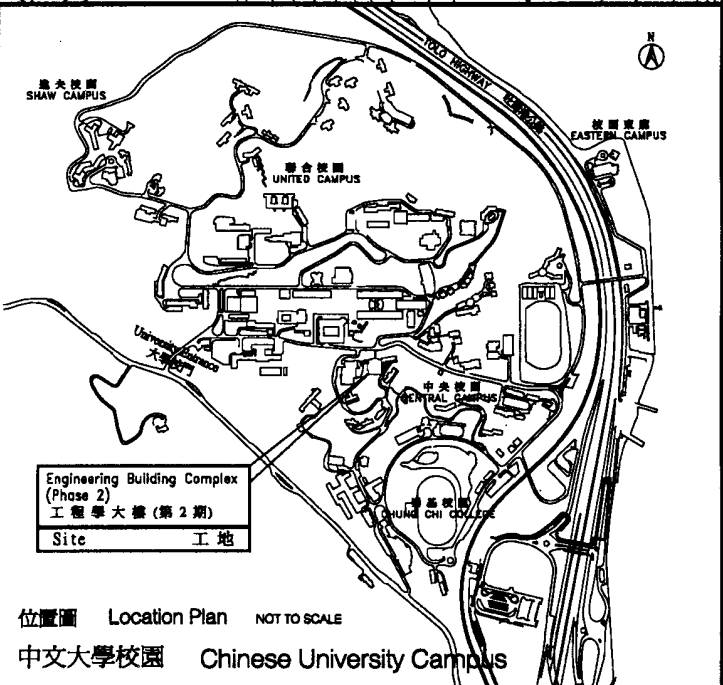 N
TOLO HIGHWAY
逸夫校園
SHAW CAMPUS
校園東廊
EASTERN CAMPUS
聯合校園
UNITED CAMPUS
University Entrance
大學校門
中央校園
CENTRAL CAMPUS
Engineering Building Complex
(Phase 2)
工程學大樓 (第 2 期)
Site 工地
崇基校園
CHUNG CHI COLLEGE
位置圖 Location Plan NOT TO SCALE
中文大學校園 Chinese University Campus